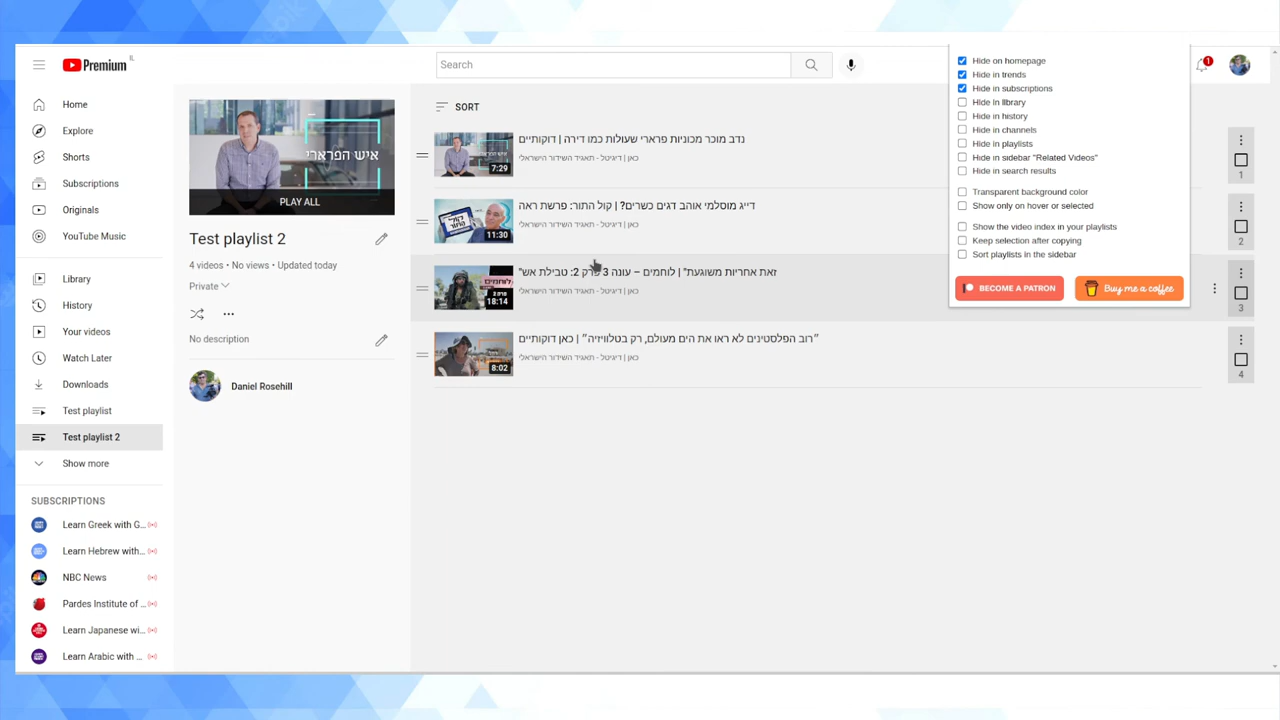 Premium IL
Search
1
Home
Explore
Shorts
Subscriptions
Originals
YouTube Music
Library
History
Your videos
Watch Later
Downloads
Test playlist
Test playlist 2
Show more
SUBSCRIPTIONS
Learn Greek with G...
Learn Hebrew with...
NBC News
Pardes Institute of ...
Learn Japanese wi...
Learn Arabic with ...
איש הפרארי
PLAY ALL
Test playlist 2
4 videos • No views • Updated today
Private
No description
Daniel Rosehill
SORT
נדב מוכר מכוניות פרארי שעולות כמו דירה | דוקותיים
כאן | דיגיטל - תאגיד השידור הישראלי
7:29
1
דייג מוסלמי אוהב דגים כשרים? | קול התור: פרשת ראה
כאן | דיגיטל - תאגיד השידור הישראלי
11:30
2
זאת אחריות משוגעת" | לוחמים – עונה 3 פרק 2: טבילת אש"
כאן | דיגיטל - תאגיד השידור הישראלי
לוחמים
18:14
3
"רוב הפלסטינים לא ראו את הים מעולם, רק בטלוויזיה" | כאן דוקותיים
כאן | דיגיטל - תאגיד השידור הישראלי
8:02
4
Hide on homepage
Hide in trends
Hide in subscriptions
Hide In library
Hide in history
Hide in channels
Hide in playlists
Hide in sidebar "Related Videos"
Hide in search results
Transparent background color
Show only on hover or selected
Show the video index in your playlists
Keep selection after copying
Sort playlists in the sidebar
BECOME A PATRON
Buy me a coffee